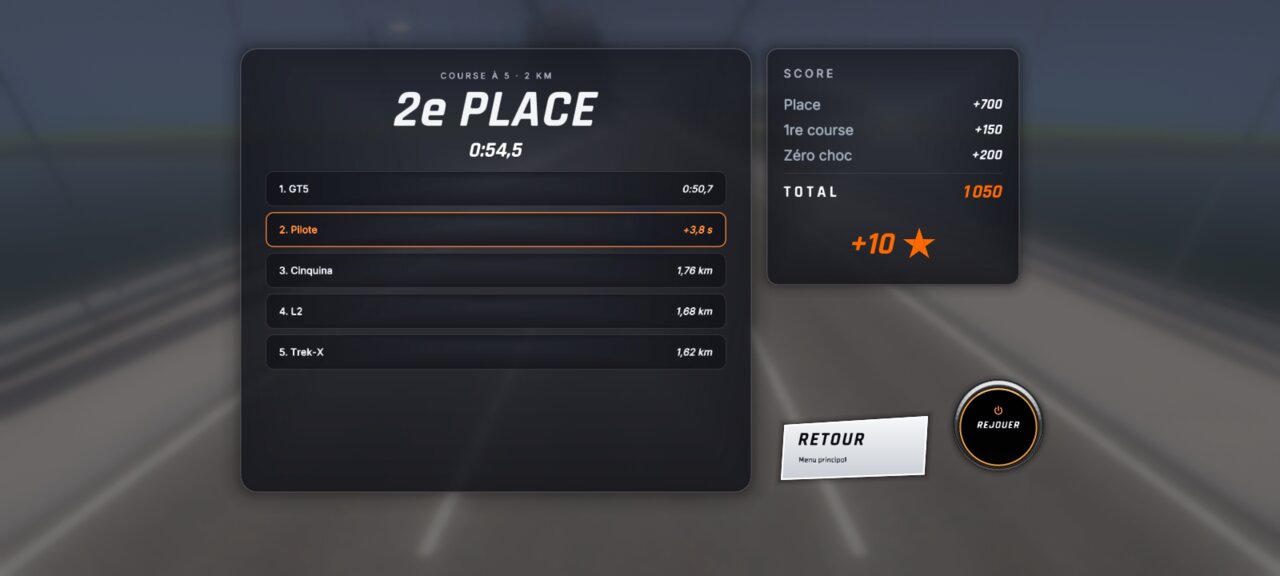 COURSE À 5 · 2 KM
2e PLACE
0:54,5
1. GT5 0:50,7
2. Pilote +3,8 s
3. Cinquina 1,76 km
4. L2 1,68 km
5. Trek-X 1,62 km
SCORE
Place +700
1re course +150
Zéro choc +200
TOTAL 1 050
+10
RETOUR
Menu principal
REJOUER